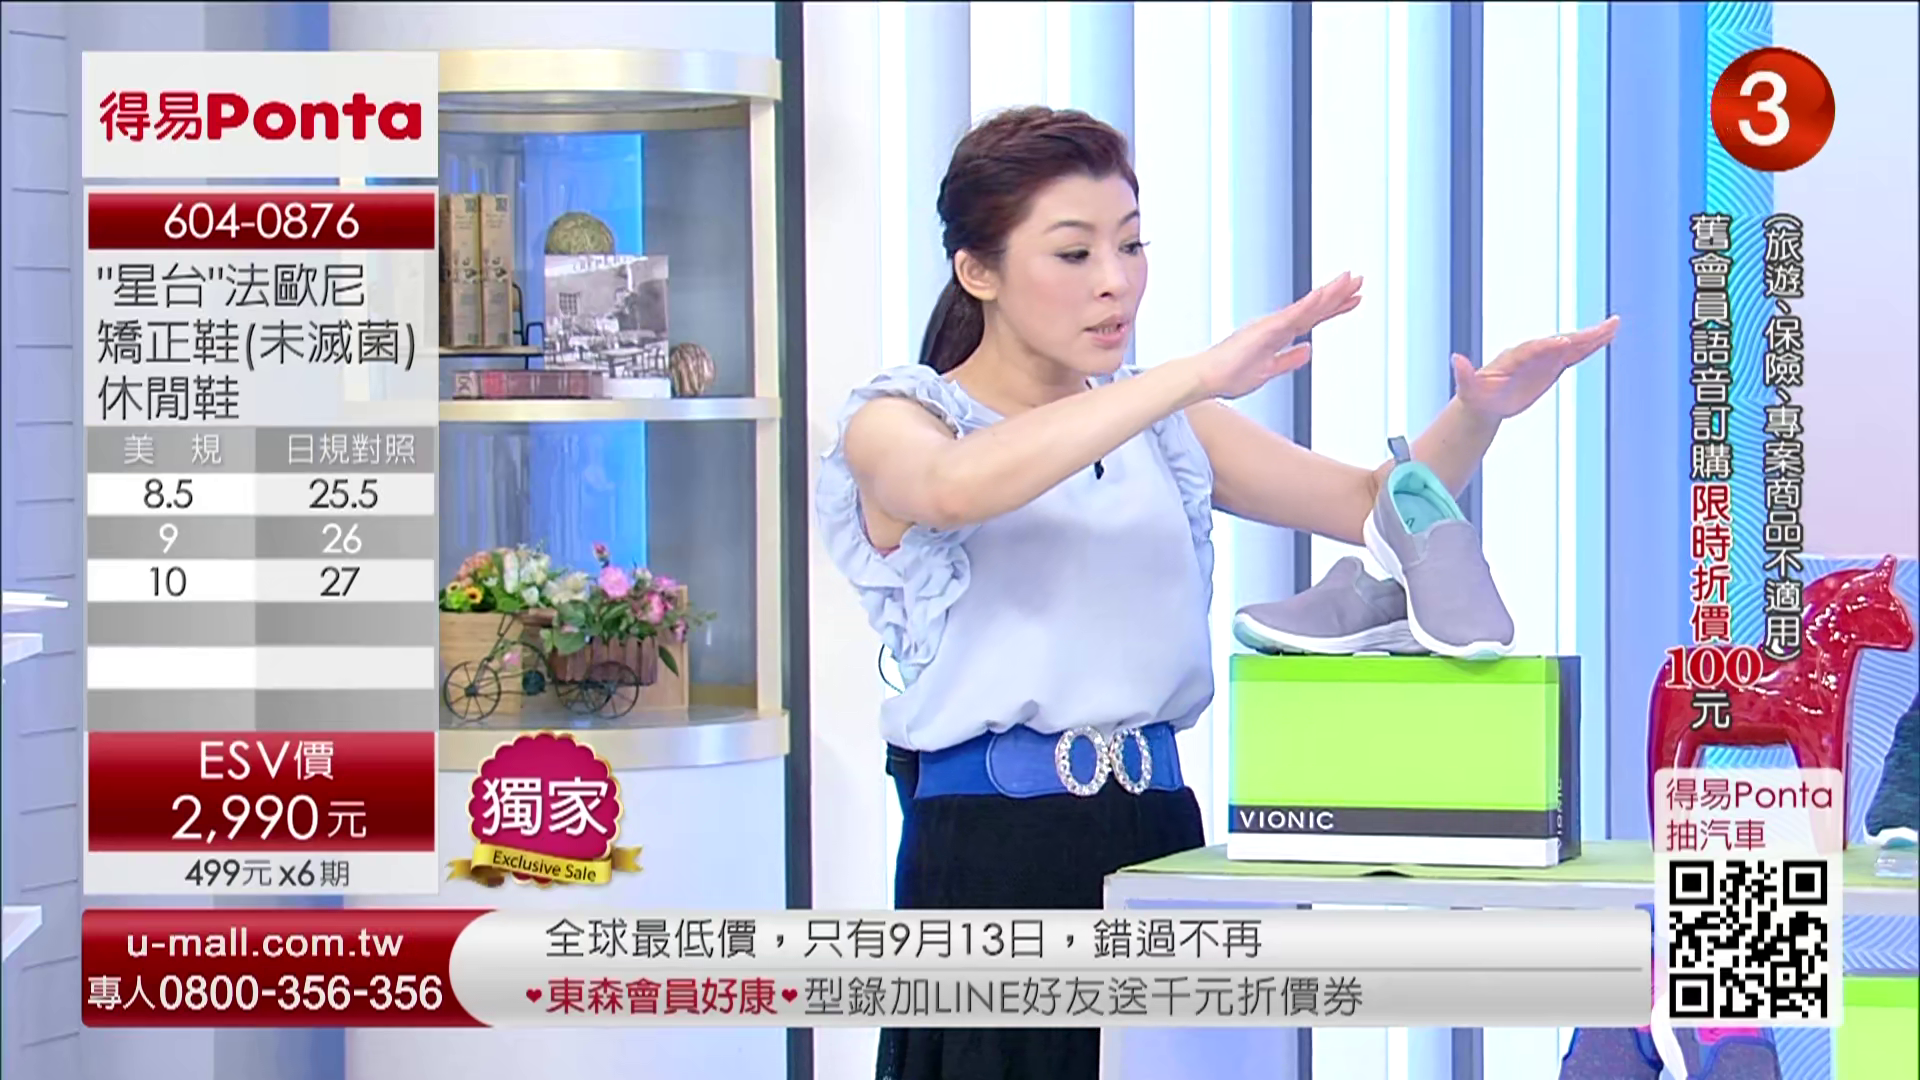 得易Ponta
604-0876
"星台"法歐尼
矯正鞋(未滅菌)
休閒鞋
美 規 日規對照
8.5 25.5
9 26
10 27
ESV價
2,990元
499元x6期
獨家
Exclusive Sale
u-mall.com.tw
專人0800-356-356
全球最低價，只有9月13日，錯過不再
♥東森會員好康♥型錄加LINE好友送千元折價券
3
(旅遊、保險、專案商品不適用)
舊會員語音訂購限時折價100元
VIONIC
VIONIC
得易Ponta
抽汽車